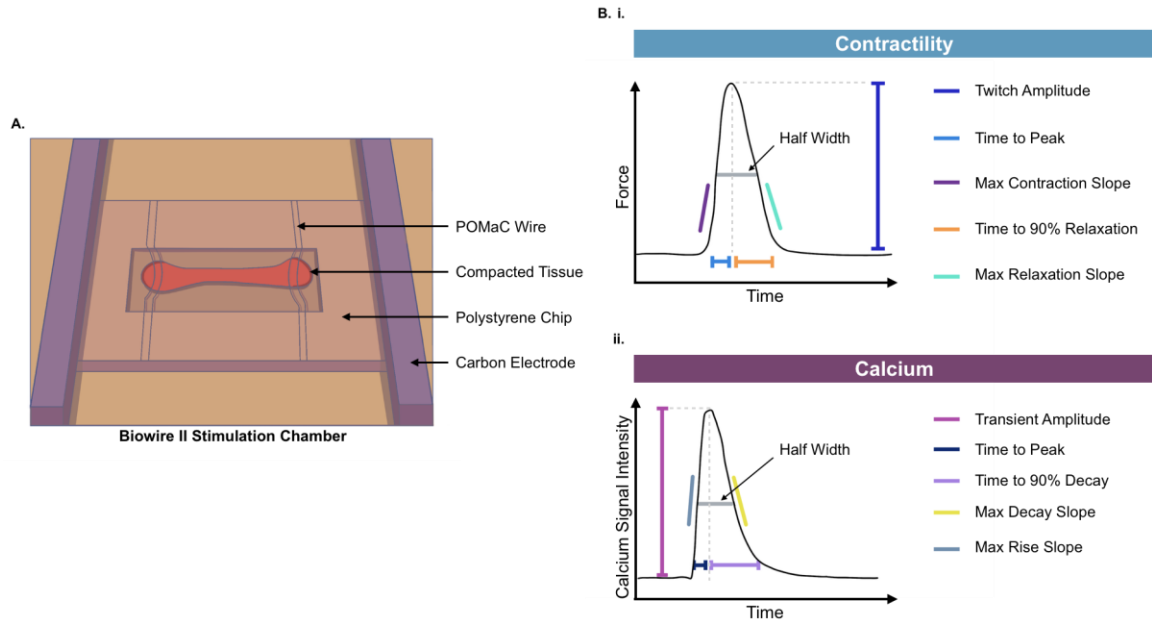 A.
POMaC Wire
Compacted Tissue
Polystyrene Chip
Carbon Electrode
Biowire II Stimulation Chamber
B. i.
Contractility
Force
Half Width
Time
Twitch Amplitude
Time to Peak
Max Contraction Slope
Time to 90% Relaxation
Max Relaxation Slope
ii.
Calcium
Calcium Signal Intensity
Half Width
Time
Transient Amplitude
Time to Peak
Time to 90% Decay
Max Decay Slope
Max Rise Slope